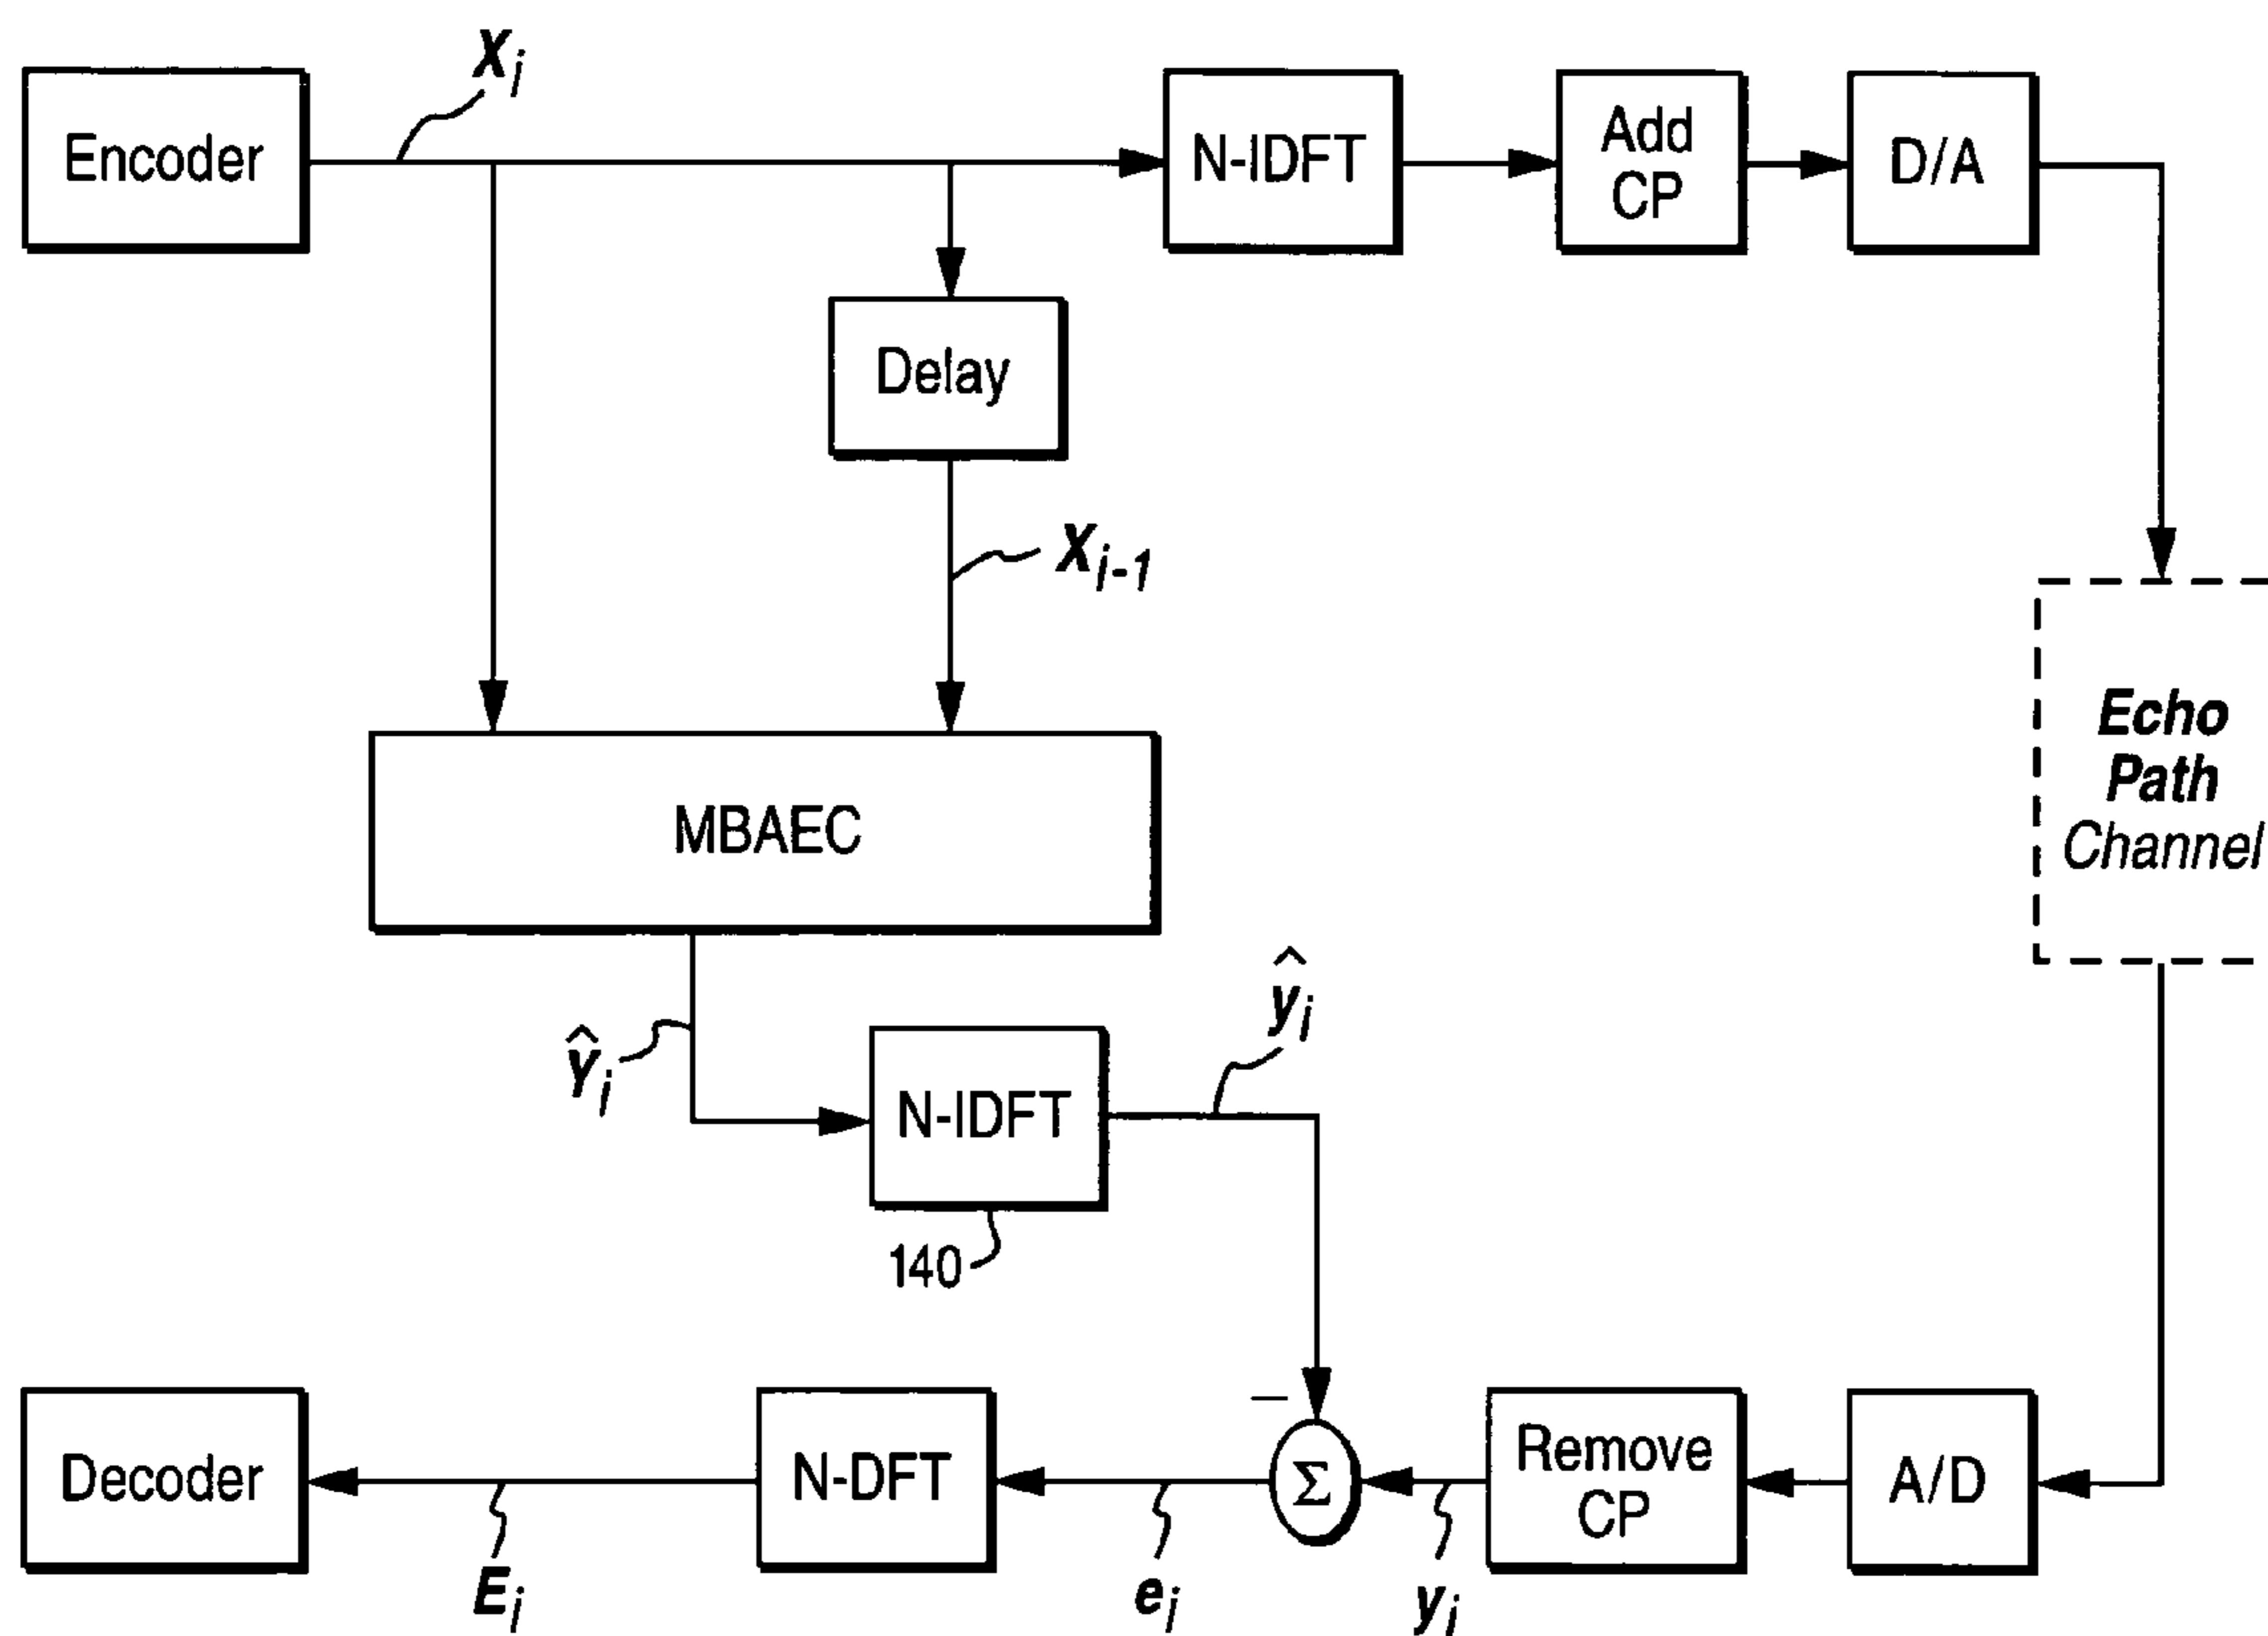 X_i
Encoder
N-IDFT
Add
CP
D/A
Delay
X_{i-1}
Echo
Path
Channel
MBAEC
Ŷ_i
ŷ_i
N-IDFT
140
–
Decoder
N-DFT
Σ
Remove
CP
A/D
E_i
e_i
y_i